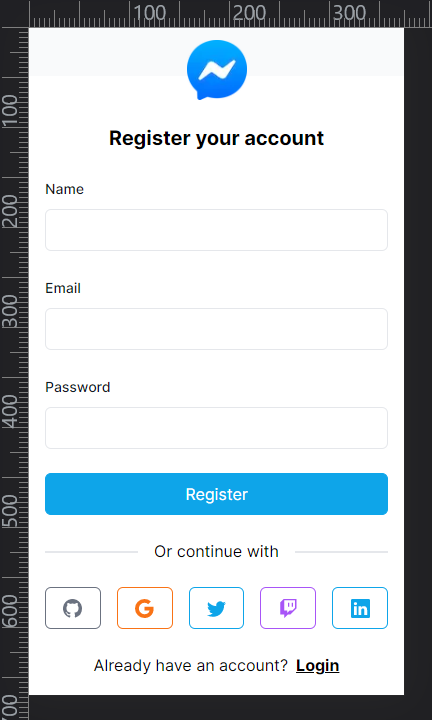 100 200 300
Register your account
Name
100
200
Email
300
Password
400
Register
500
Or continue with
600
Already have an account? Login
700